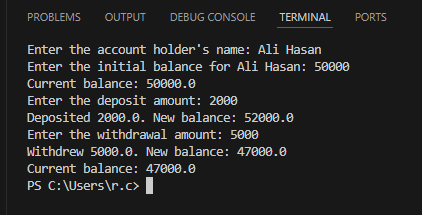 PROBLEMS OUTPUT DEBUG CONSOLE TERMINAL PORTS
Enter the account holder's name: Ali Hasan
Enter the initial balance for Ali Hasan: 50000
Current balance: 50000.0
Enter the deposit amount: 2000
Deposited 2000.0. New balance: 52000.0
Enter the withdrawal amount: 5000
Withdrew 5000.0. New balance: 47000.0
Current balance: 47000.0
PS C:\Users\r.c>